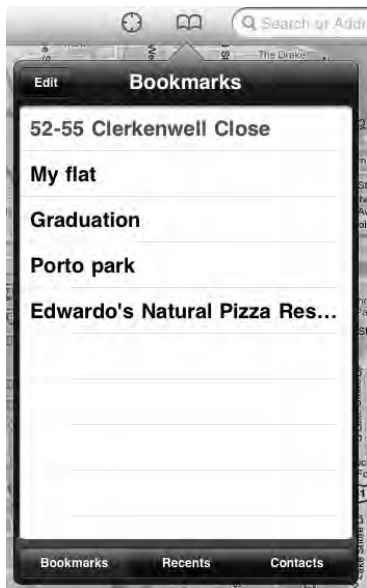 Search or Addr
The Drake
Edit
Bookmarks
52-55 Clerkenwell Close
My flat
Graduation
Porto park
Edwardo's Natural Pizza Res...
Bookmarks
Recents
Contacts